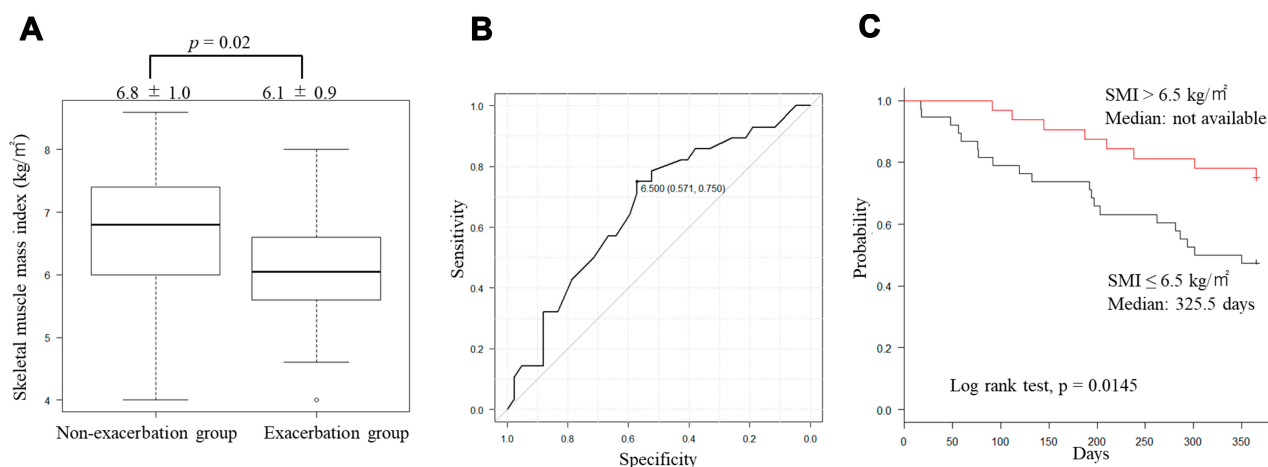 A
p = 0.02
6.8 ± 1.0
6.1 ± 0.9
Skeletal muscle mass index (kg/㎡)
8
7
6
5
4
Non-exacerbation group
Exacerbation group
B
Sensitivity
1.0
0.8
0.6
0.4
0.2
0.0
6.500 (0.571, 0.750)
1.0
0.8
0.6
0.4
0.2
0.0
Specificity
C
Probability
1.0
0.8
0.6
0.4
0.2
0.0
SMI > 6.5 kg/㎡
Median: not available
SMI ≤ 6.5 kg/㎡
Median: 325.5 days
Log rank test, p = 0.0145
0
50
100
150
200
250
300
350
Days